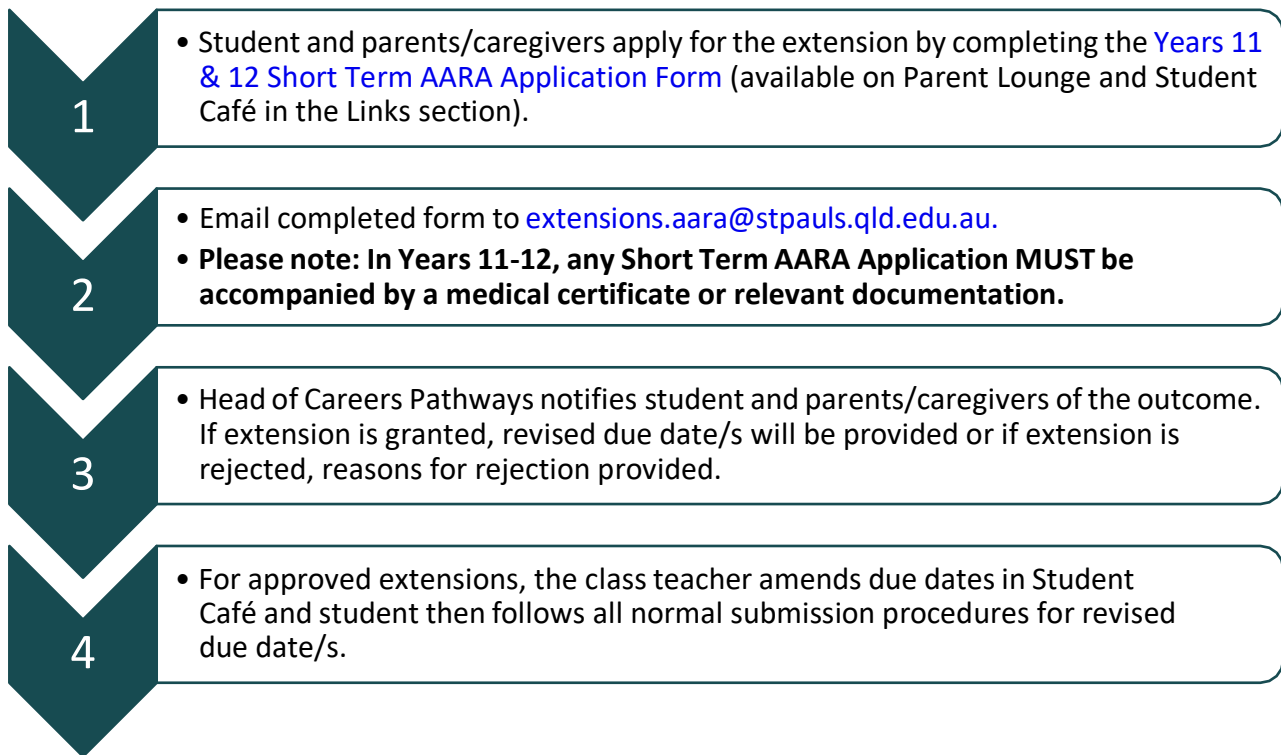 1
• Student and parents/caregivers apply for the extension by completing the Years 11
& 12 Short Term AARA Application Form (available on Parent Lounge and Student
Café in the Links section).
2
• Email completed form to extensions.aara@stpauls.qld.edu.au.
• Please note: In Years 11-12, any Short Term AARA Application MUST be
accompanied by a medical certificate or relevant documentation.
3
• Head of Careers Pathways notifies student and parents/caregivers of the outcome.
If extension is granted, revised due date/s will be provided or if extension is
rejected, reasons for rejection provided.
4
• For approved extensions, the class teacher amends due dates in Student
Café and student then follows all normal submission procedures for revised
due date/s.